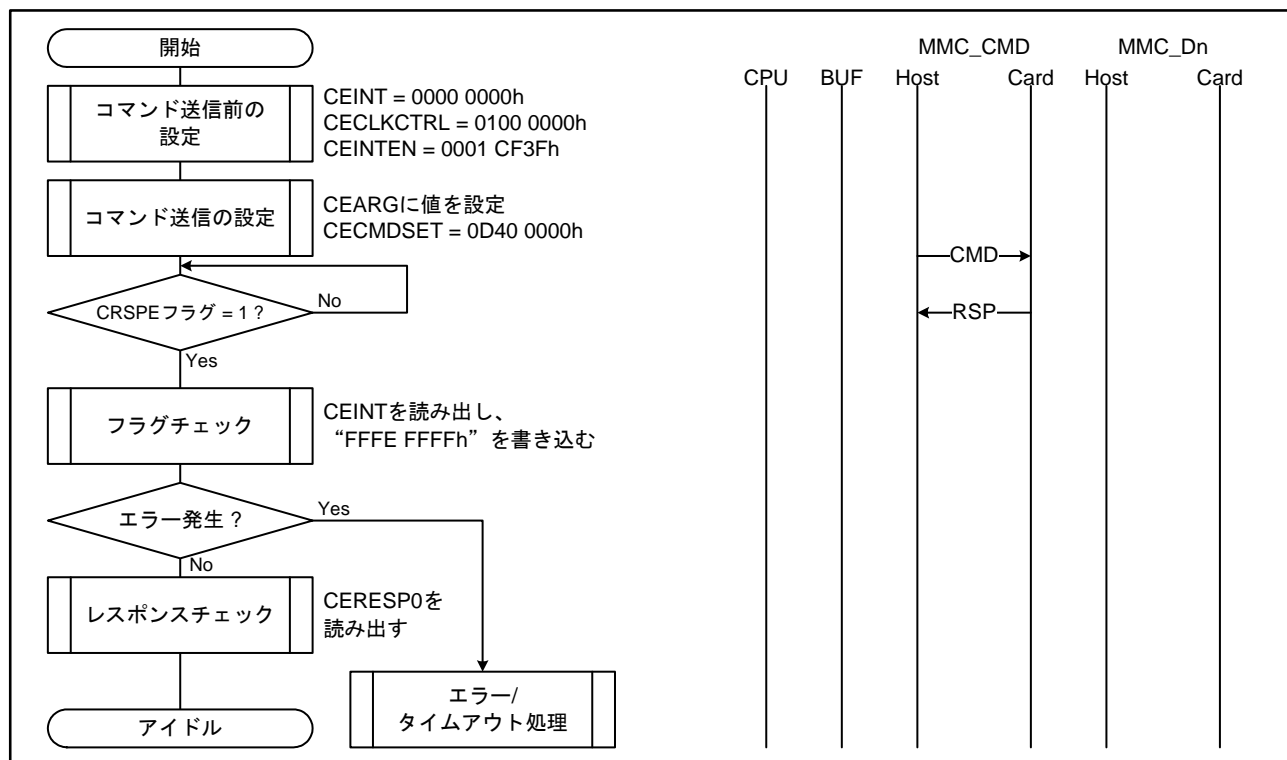 開始
コマンド送信前の
設定
CEINT = 0000 0000h
CECLKCTRL = 0100 0000h
CEINTEN = 0001 CF3Fh
コマンド送信の設定
CEARGに値を設定
CECMDSET = 0D40 0000h
CRSPEフラグ = 1 ?
No
Yes
フラグチェック
CEINTを読み出し、
“FFFE FFFFh”を書き込む
エラー発生 ?
Yes
No
レスポンスチェック
CERESP0を
読み出す
エラー/
タイムアウト処理
アイドル
MMC_CMD MMC_Dn
CPU BUF Host Card Host Card
CMD
RSP